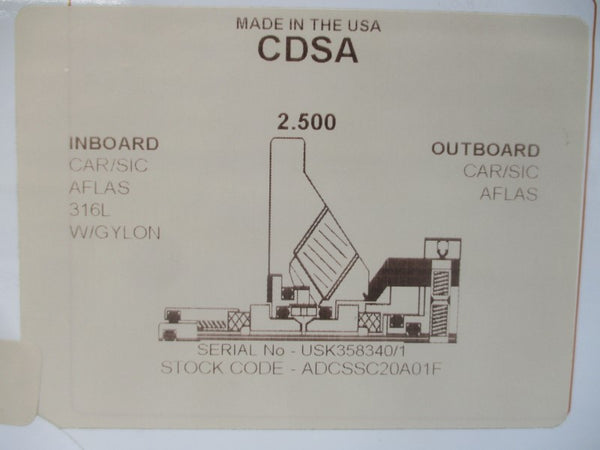 MADE IN THE USA
CDSA
2.500
INBOARD
CAR/SIC
AFLAS
316L
W/GYLON
OUTBOARD
CAR/SIC
AFLAS
SERIAL No - USK358340/1
STOCK CODE - ADCSSC20A01F